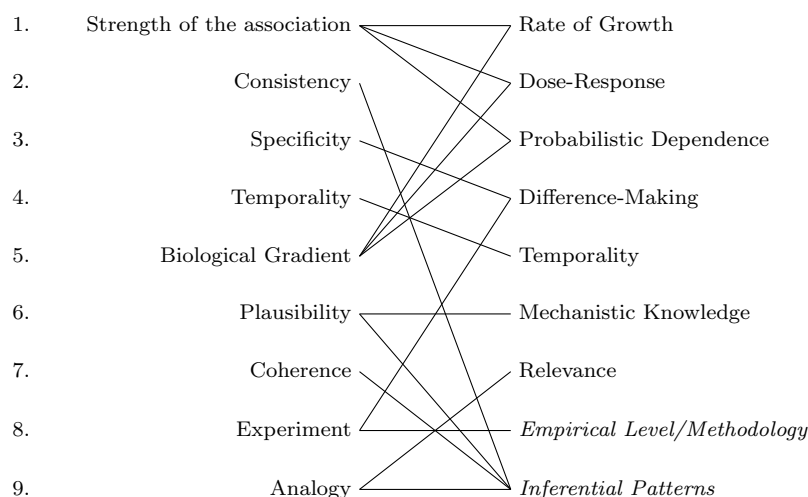 1. Strength of the association Rate of Growth
2. Consistency Dose-Response
3. Specificity Probabilistic Dependence
4. Temporality Difference-Making
5. Biological Gradient Temporality
6. Plausibility Mechanistic Knowledge
7. Coherence Relevance
8. Experiment Empirical Level/Methodology
9. Analogy Inferential Patterns